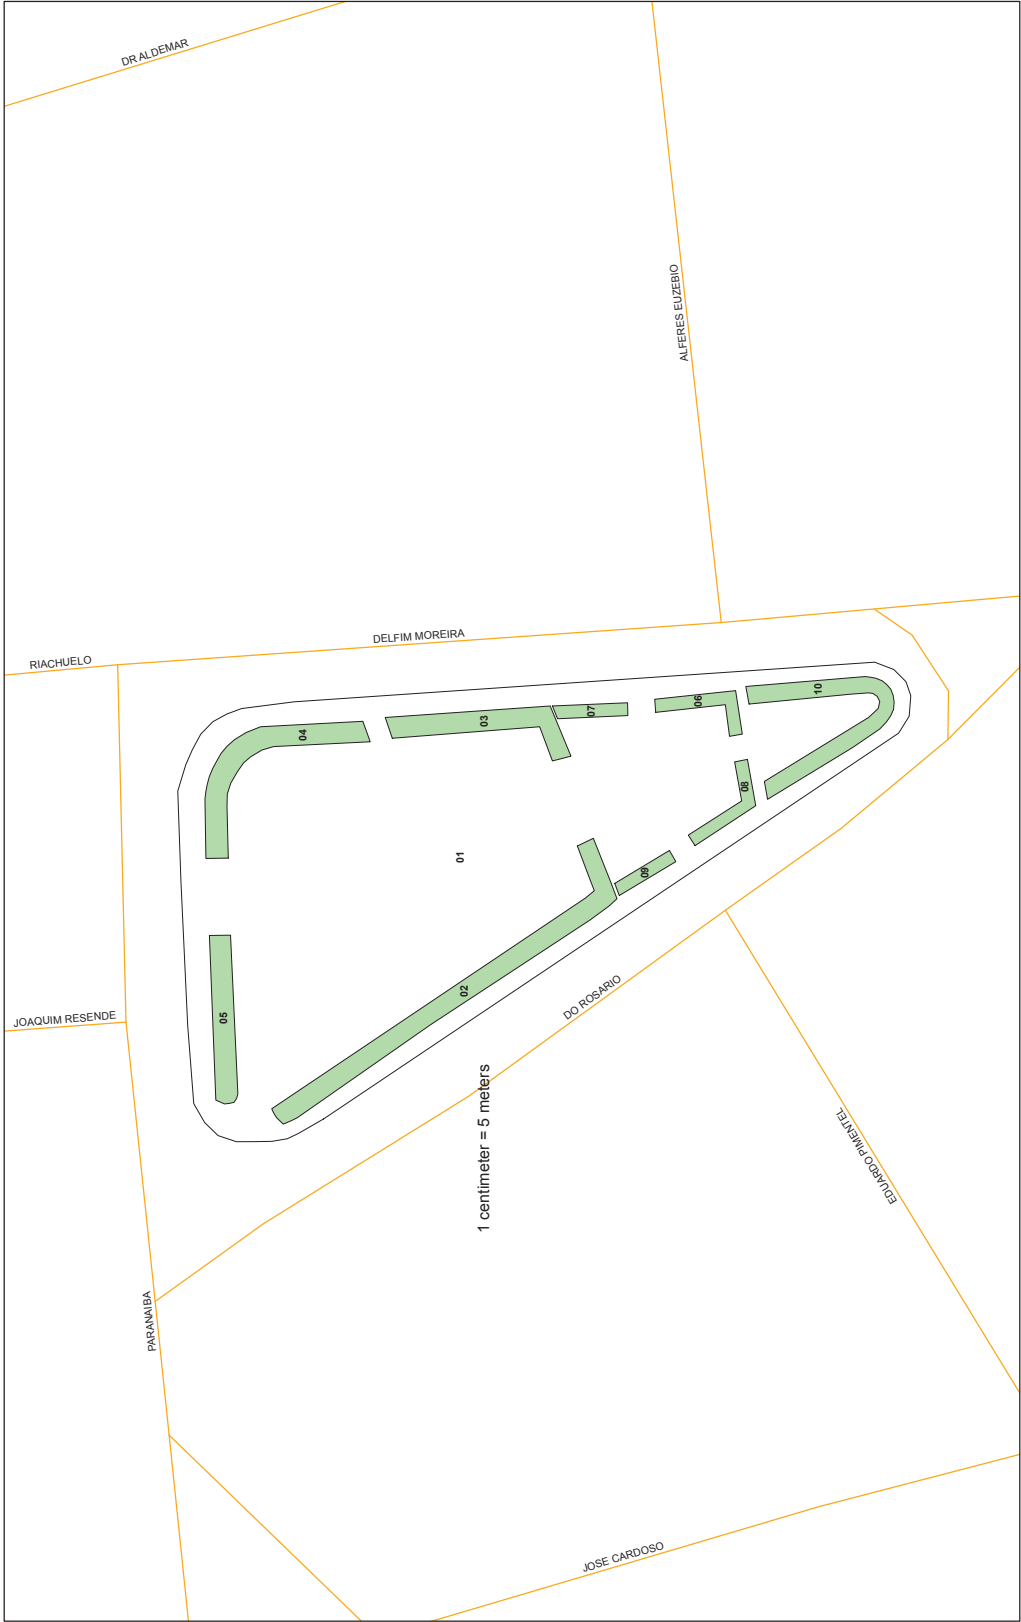 DR ALDEMAR
ALFERES EUZEBIO
DELFIM MOREIRA
RIACHUELO
10
06
07
03
04
08
01
09
02
DO ROSARIO
05
JOAQUIM RESENDE
1 centimeter = 5 meters
EDUARDO PIMENTEL
PARANAIBA
JOSE CARDOSO